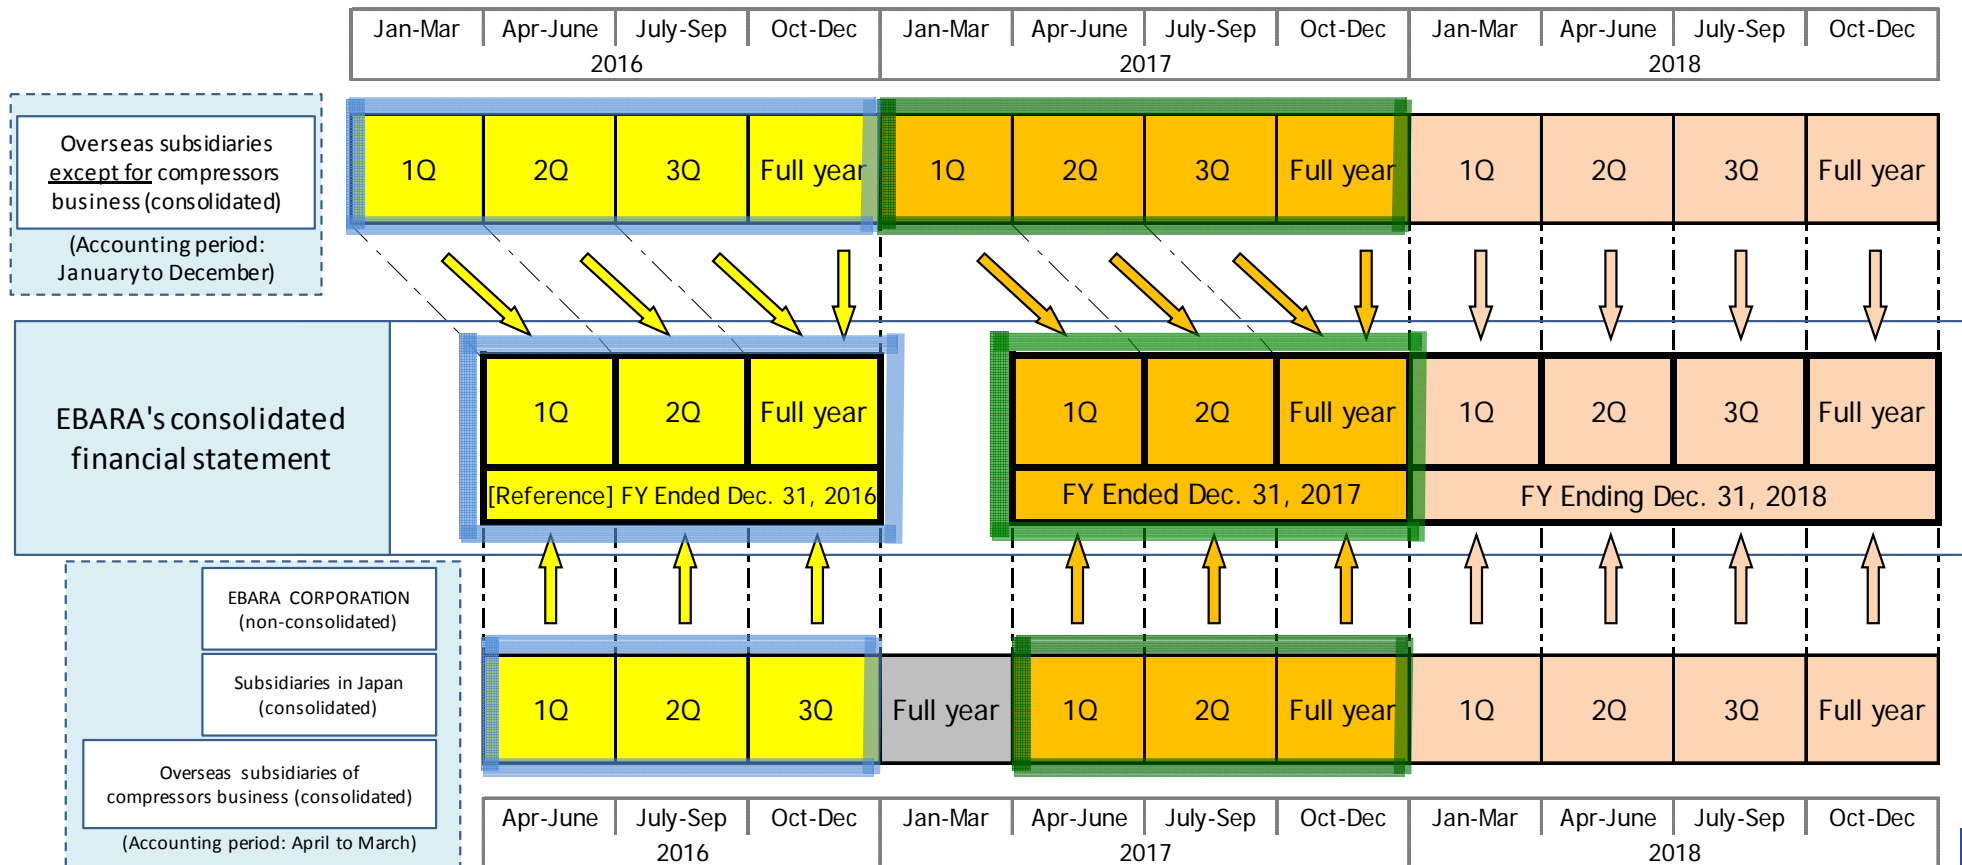 Jan-Mar Apr-June July-Sep Oct-Dec Jan-Mar Apr-June July-Sep Oct-Dec Jan-Mar Apr-June July-Sep Oct-Dec
2016 2017 2018
Overseas subsidiaries
except for compressors
business (consolidated)
(Accounting period:
January to December)
1Q 2Q 3Q Full year 1Q 2Q 3Q Full year 1Q 2Q 3Q Full year
EBARA's consolidated
financial statement
1Q 2Q Full year 1Q 2Q Full year 1Q 2Q 3Q Full year
[Reference] FY Ended Dec. 31, 2016 FY Ended Dec. 31, 2017 FY Ending Dec. 31, 2018
EBARA CORPORATION
(non-consolidated)
Subsidiaries in Japan
(consolidated)
Overseas subsidiaries of
compressors business (consolidated)
(Accounting period: April to March)
1Q 2Q 3Q Full year 1Q 2Q Full year 1Q 2Q 3Q Full year
Apr-June July-Sep Oct-Dec Jan-Mar Apr-June July-Sep Oct-Dec Jan-Mar Apr-June July-Sep Oct-Dec
2016 2017 2018